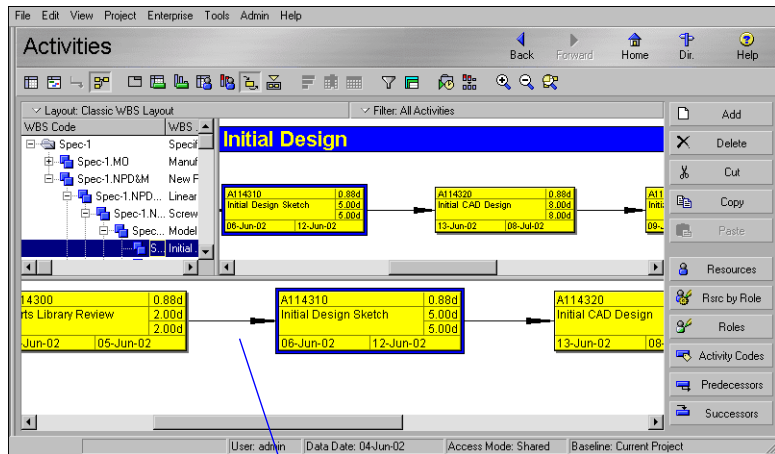 File Edit View Project Enterprise Tools Admin Help
Activities
Back Forward Home Dir. Help
Layout: Classic WBS Layout
Filter: All Activities
WBS Code WBS
Spec-1 Specif
Spec-1.MO Manuf
Spec-1.NPD&M New F
Spec-1.NPD... Linear
Spec-1.N... Screw
Spec... Model
S... Initial
Initial Design
A114310 0.88d
Initial Design Sketch 5.00d
5.00d
06-Jun-02 12-Jun-02
A114320 0.88d
Initial CAD Design 8.00d
8.00d
13-Jun-02 08-Jul-02
A11
Initi
09-
Add
Delete
Cut
Copy
Paste
Resources
Rsrc by Role
Roles
Activity Codes
Predecessors
Successors
14300 0.88d
rts Library Review 2.00d
2.00d
Jun-02 05-Jun-02
A114310 0.88d
Initial Design Sketch 5.00d
5.00d
06-Jun-02 12-Jun-02
A114320
Initial CAD Design
13-Jun-02 08-
User: admin Data Date: 04-Jun-02 Access Mode: Shared Baseline: Current Project